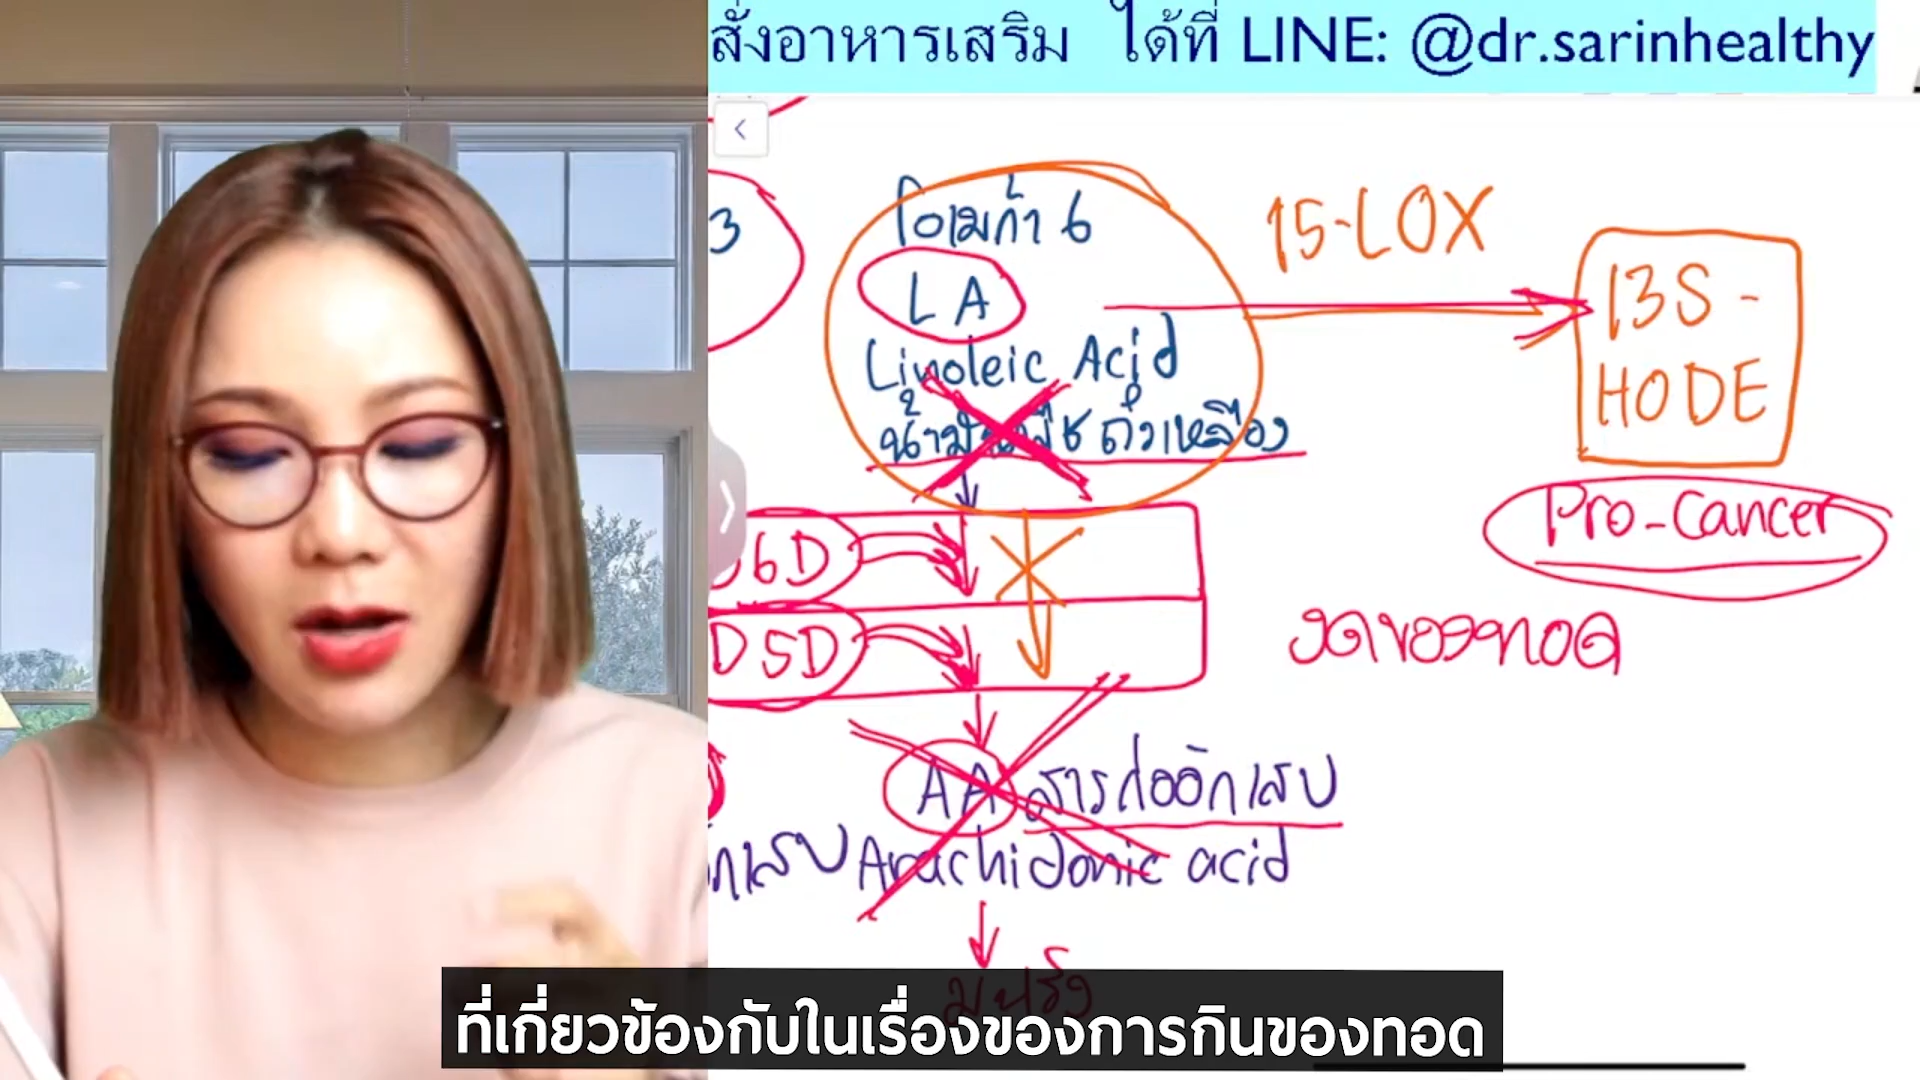 สั่งอาหารเสริม ได้ที่ LINE: @dr.sarinhealthy
3
โอเมก้า 6
LA
Linoleic Acid
น้ำมันพืช ถั่วเหลือง
15-LOX
13S-
HODE
Pro-Cancer
D6D
D5D
งดของทอด
AA สารก่ออักเสบ
Arachidonic acid
มะเร็ง
ที่เกี่ยวข้องกับในเรื่องของการกินของทอด